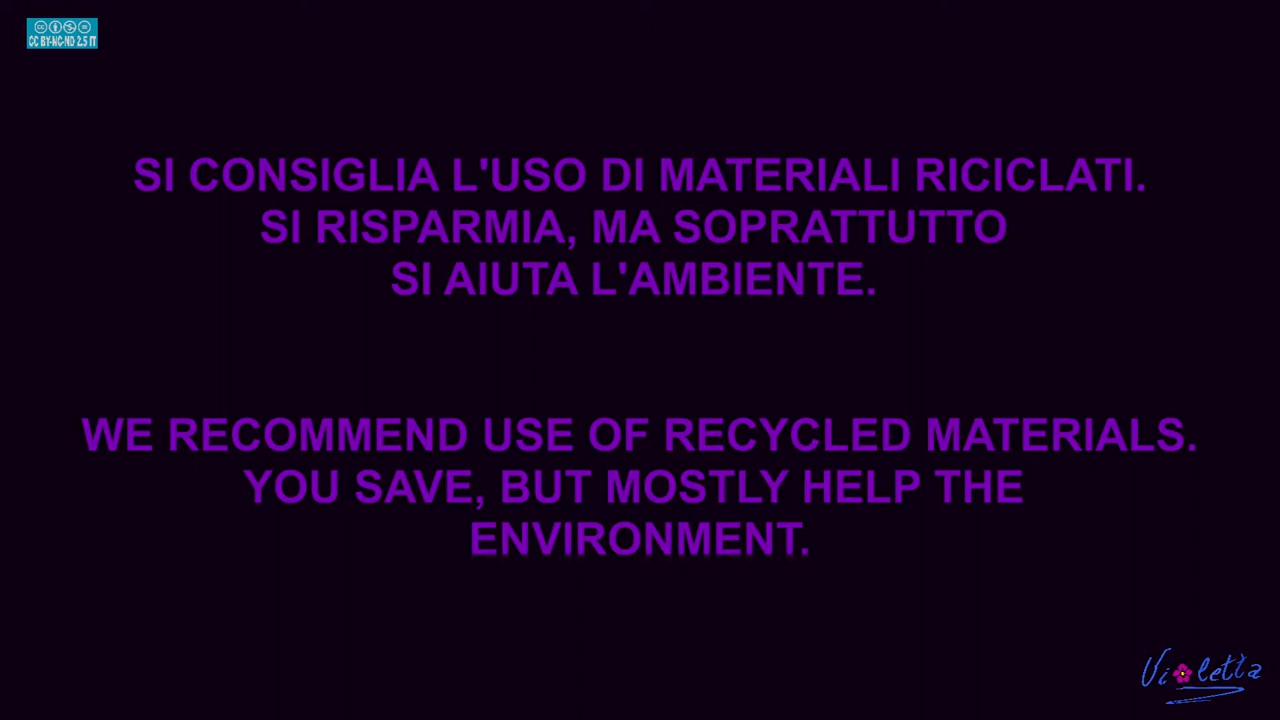 CC BY-NC-ND 2.5 IT
SI CONSIGLIA L'USO DI MATERIALI RICICLATI.
SI RISPARMIA, MA SOPRATTUTTO
SI AIUTA L'AMBIENTE.
WE RECOMMEND USE OF RECYCLED MATERIALS.
YOU SAVE, BUT MOSTLY HELP THE
ENVIRONMENT.
Violetta